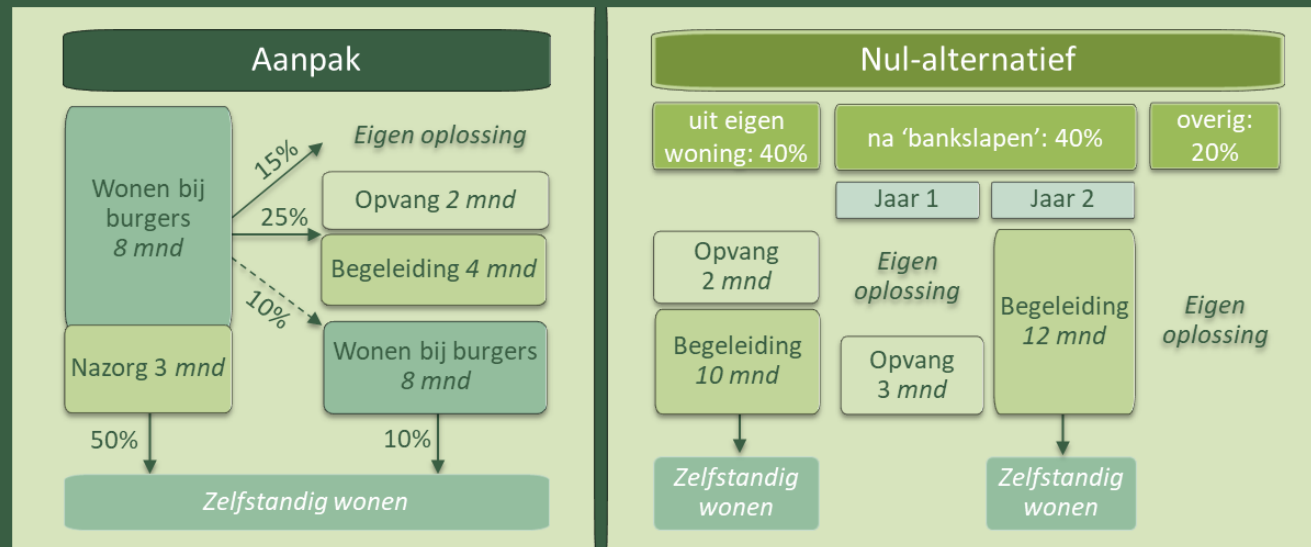 Aanpak
Wonen bij
burgers
8 mnd
15%
Eigen oplossing
25%
Opvang 2 mnd
Begeleiding 4 mnd
10%
Wonen bij burgers
8 mnd
Nazorg 3 mnd
50%
10%
Zelfstandig wonen
Nul-alternatief
uit eigen
woning: 40%
na ‘bankslapen’: 40%
overig:
20%
Jaar 1
Jaar 2
Opvang
2 mnd
Begeleiding
10 mnd
Eigen
oplossing
Opvang
3 mnd
Begeleiding
12 mnd
Eigen
oplossing
Zelfstandig
wonen
Zelfstandig
wonen